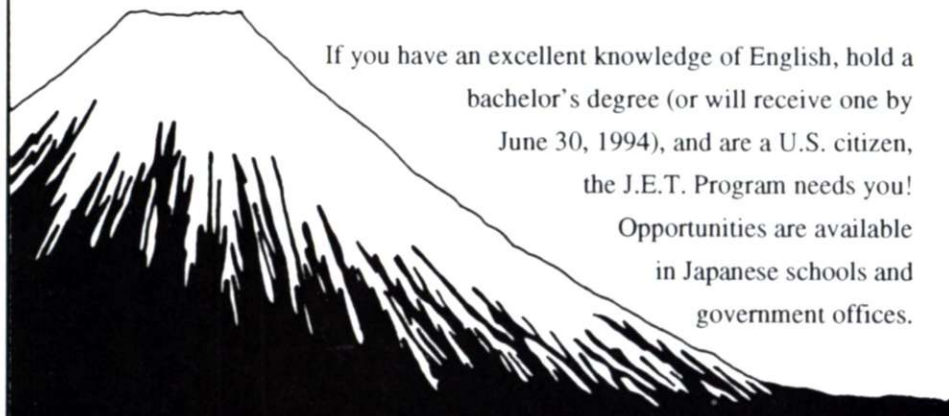 If you have an excellent knowledge of English, hold a
bachelor's degree (or will receive one by
June 30, 1994), and are a U.S. citizen,
the J.E.T. Program needs you!
Opportunities are available
in Japanese schools and
government offices.